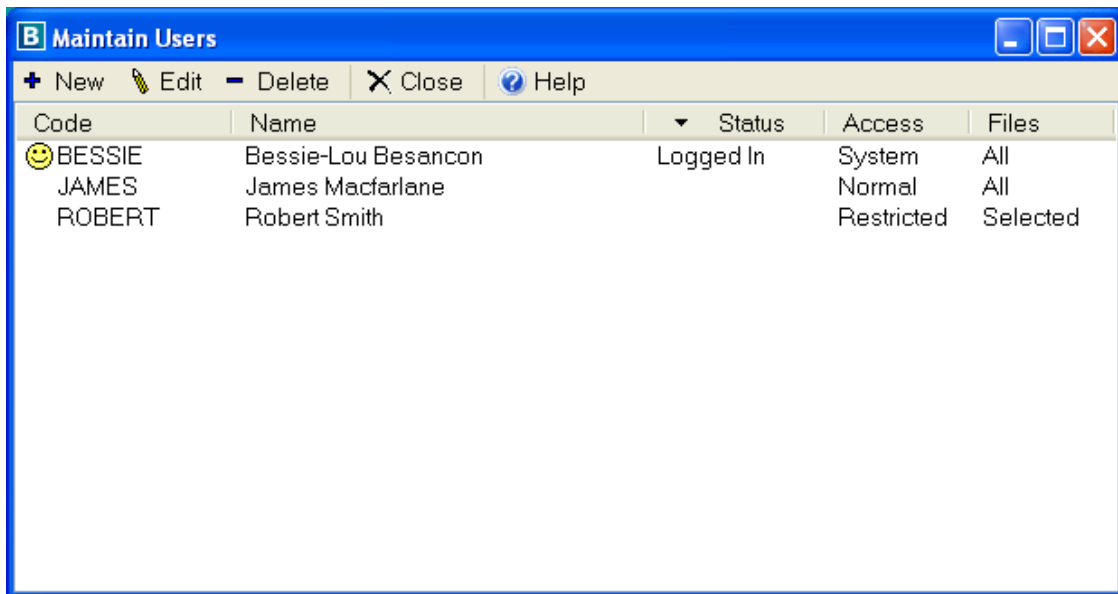 B Maintain Users
New Edit Delete Close ? Help
Code Name Status Access Files
BESSIE Bessie-Lou Besancon Logged In System All
JAMES James Macfarlane Normal All
ROBERT Robert Smith Restricted Selected